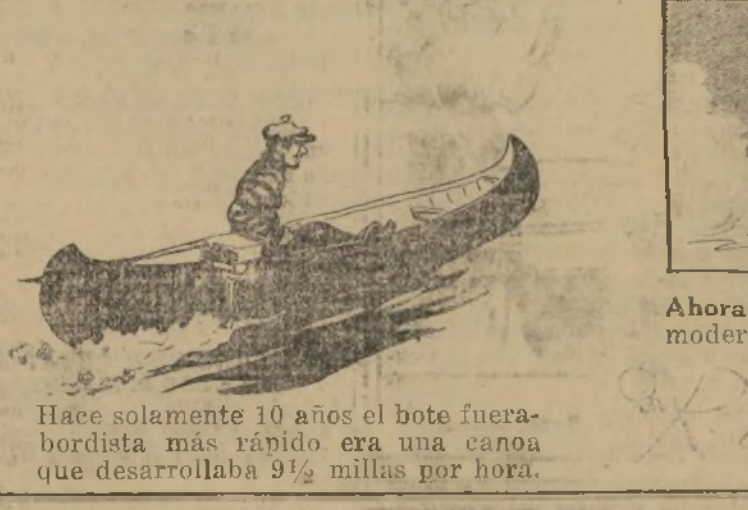 Hace solamente 10 años el bote fuera-
bordista más rápido era una canoa
que desarrollaba 9½ millas por hora.
Ahora
moder